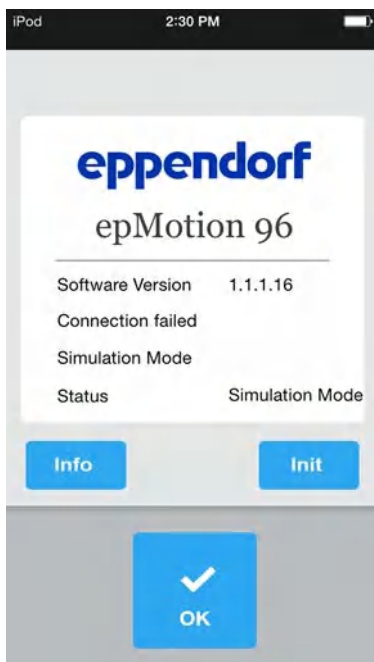 iPod 2:30 PM
eppendorf
epMotion 96
Software Version 1.1.1.16
Connection failed
Simulation Mode
Status Simulation Mode
Info Init
OK